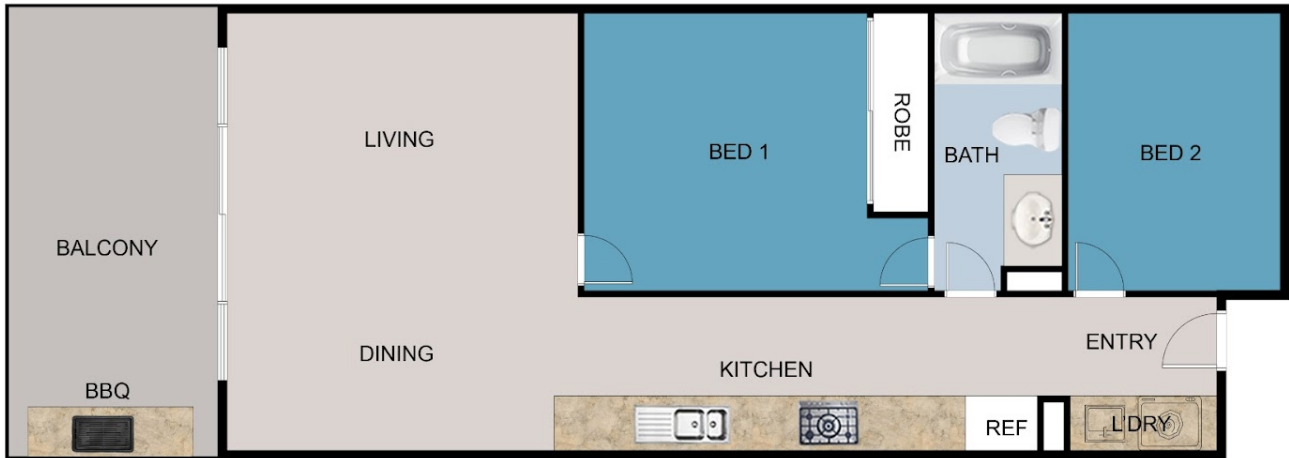 LIVING
BED 1
ROBE
BATH
BED 2
BALCONY
DINING
KITCHEN
ENTRY
BBQ
REF
L'DRY